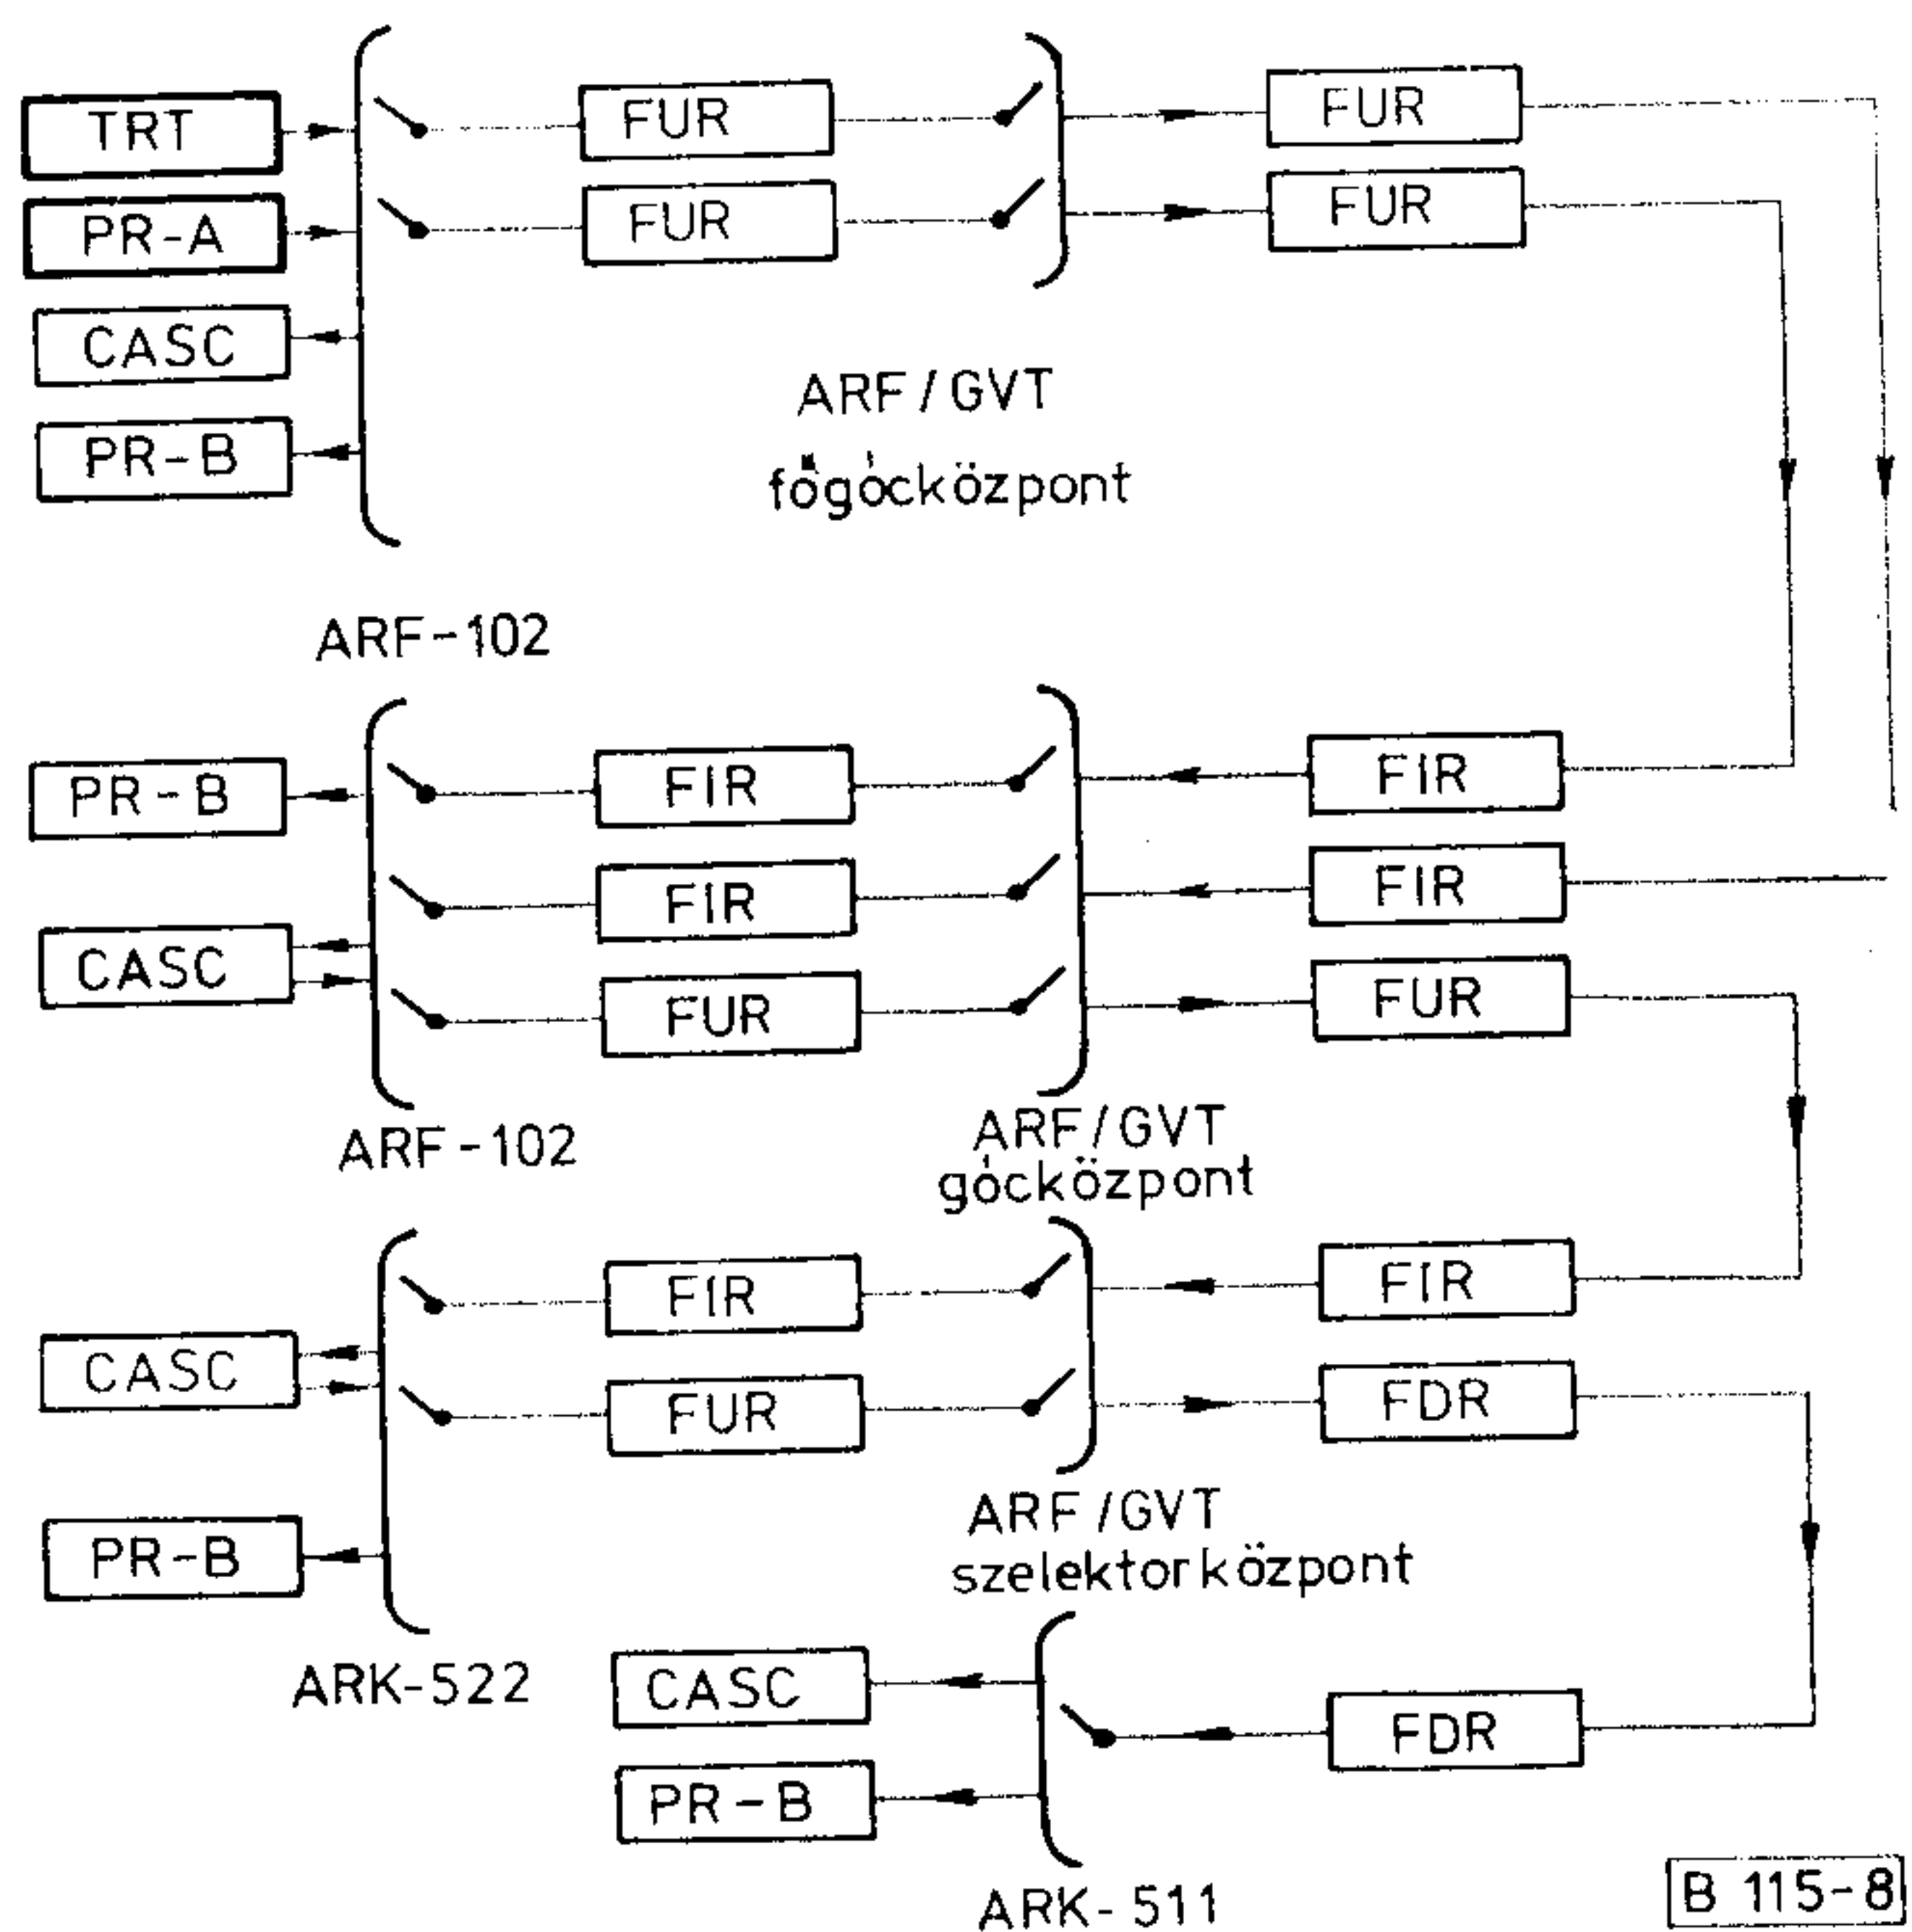 TRT
FUR
FUR
PR-A
FUR
FUR
CASC
ARF/GVT
PR-B
főgócközpont
ARF-102
PR-B
FIR
FIR
FIR
FIR
CASC
FUR
FUR
ARF-102
ARF/GVT
gócközpont
FIR
FIR
CASC
FUR
FDR
ARF/GVT
PR-B
szelektorközpont
ARK-522
CASC
FDR
PR-B
ARK-511
B 115-8